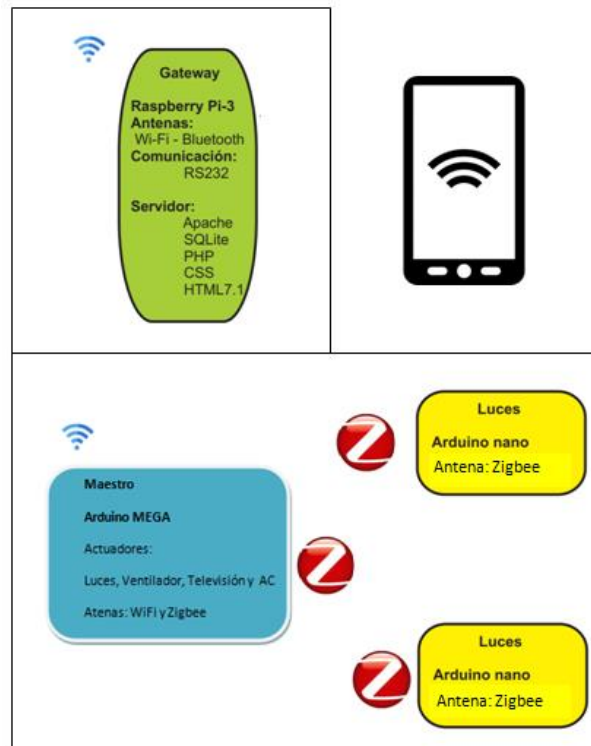 Gateway
Raspberry Pi-3
Antenas:
Wi-Fi - Bluetooth
Comunicación:
RS232
Servidor:
Apache
SQLite
PHP
CSS
HTML7.1
Luces
Arduino nano
Antena: Zigbee
Maestro
Arduino MEGA
Actuadores:
Luces, Ventilador, Televisión y AC
Atenas: WiFi y Zigbee
Luces
Arduino nano
Antena: Zigbee